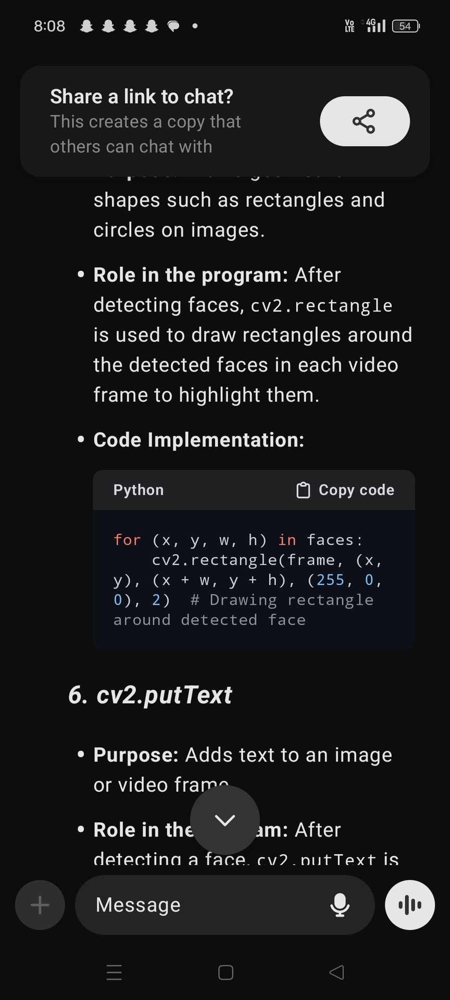 8:08
Vo
LTE
4G
54
Share a link to chat?
This creates a copy that
others can chat with
shapes such as rectangles and
circles on images.
• Role in the program: After
detecting faces, cv2.rectangle
is used to draw rectangles around
the detected faces in each video
frame to highlight them.
• Code Implementation:
Python
Copy code
for (x, y, w, h) in faces:
    cv2.rectangle(frame, (x,
y), (x + w, y + h), (255, 0,
0), 2)  # Drawing rectangle
around detected face
6. cv2.putText
• Purpose: Adds text to an image
or video frame
• Role in the am: After
detecting a face, cv2.putText is
Message